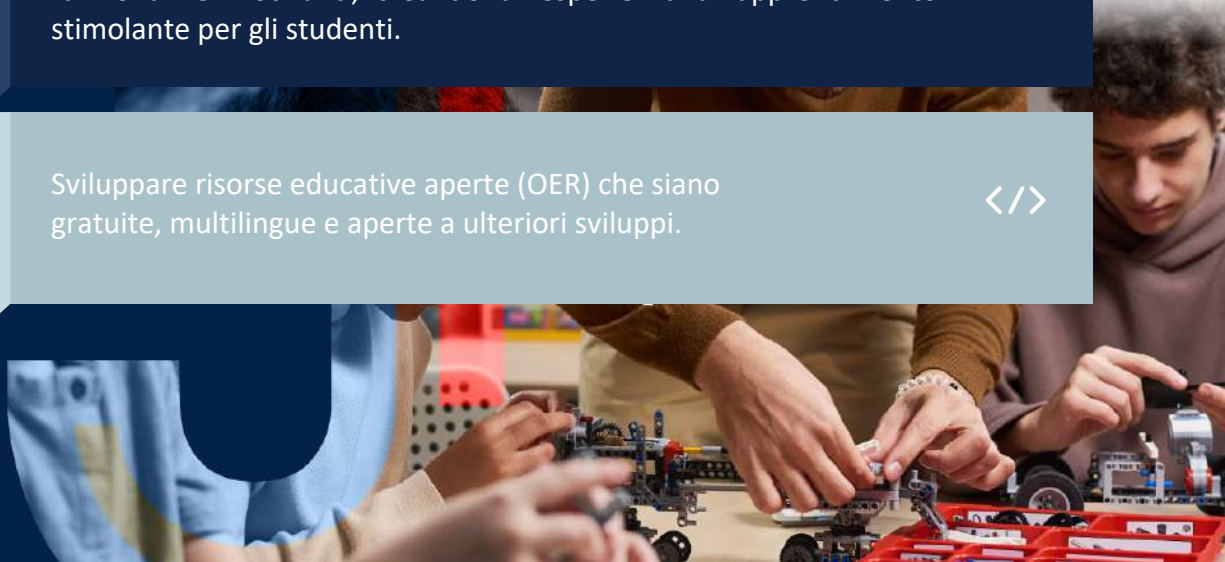 stimolante per gli studenti.
Sviluppare risorse educative aperte (OER) che siano
gratuite, multilingue e aperte a ulteriori sviluppi.
</>